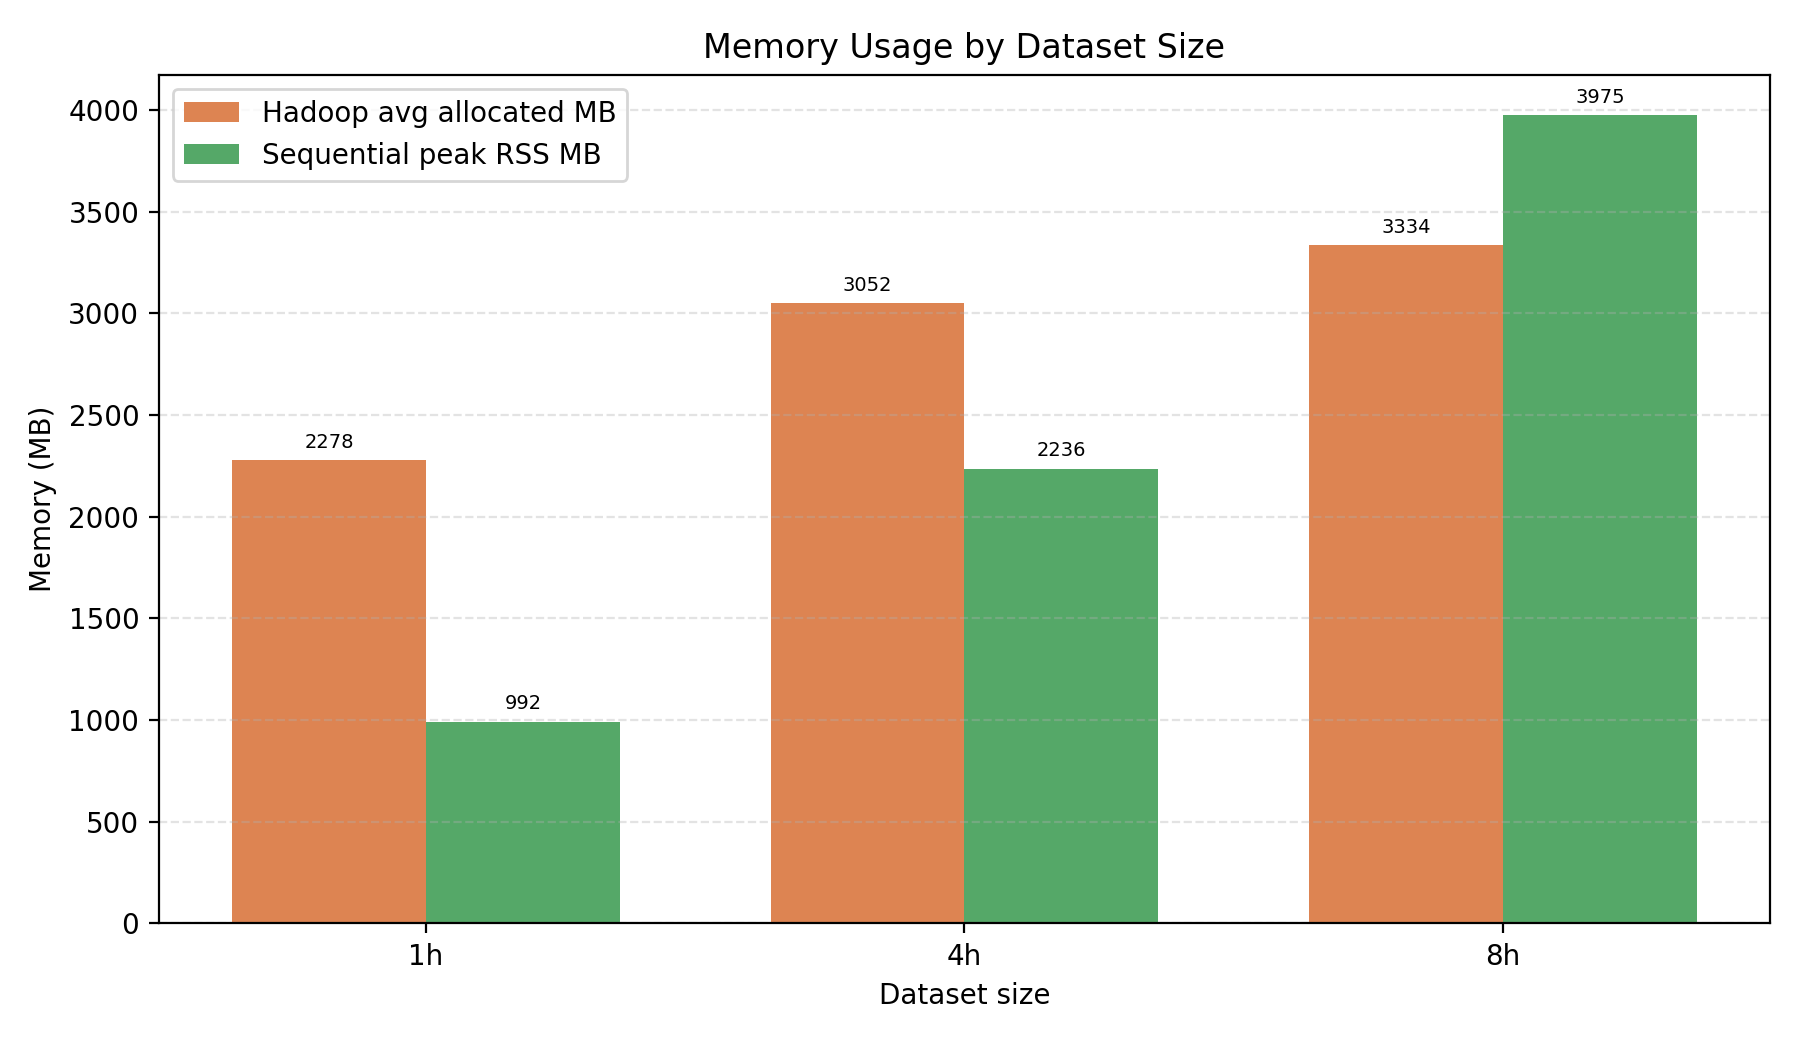 Memory Usage by Dataset Size
Hadoop avg allocated MB
Sequential peak RSS MB
Memory (MB)
4000
3500
3000
2500
2000
1500
1000
500
0
2278
992
3052
2236
3334
3975
1h
4h
8h
Dataset size